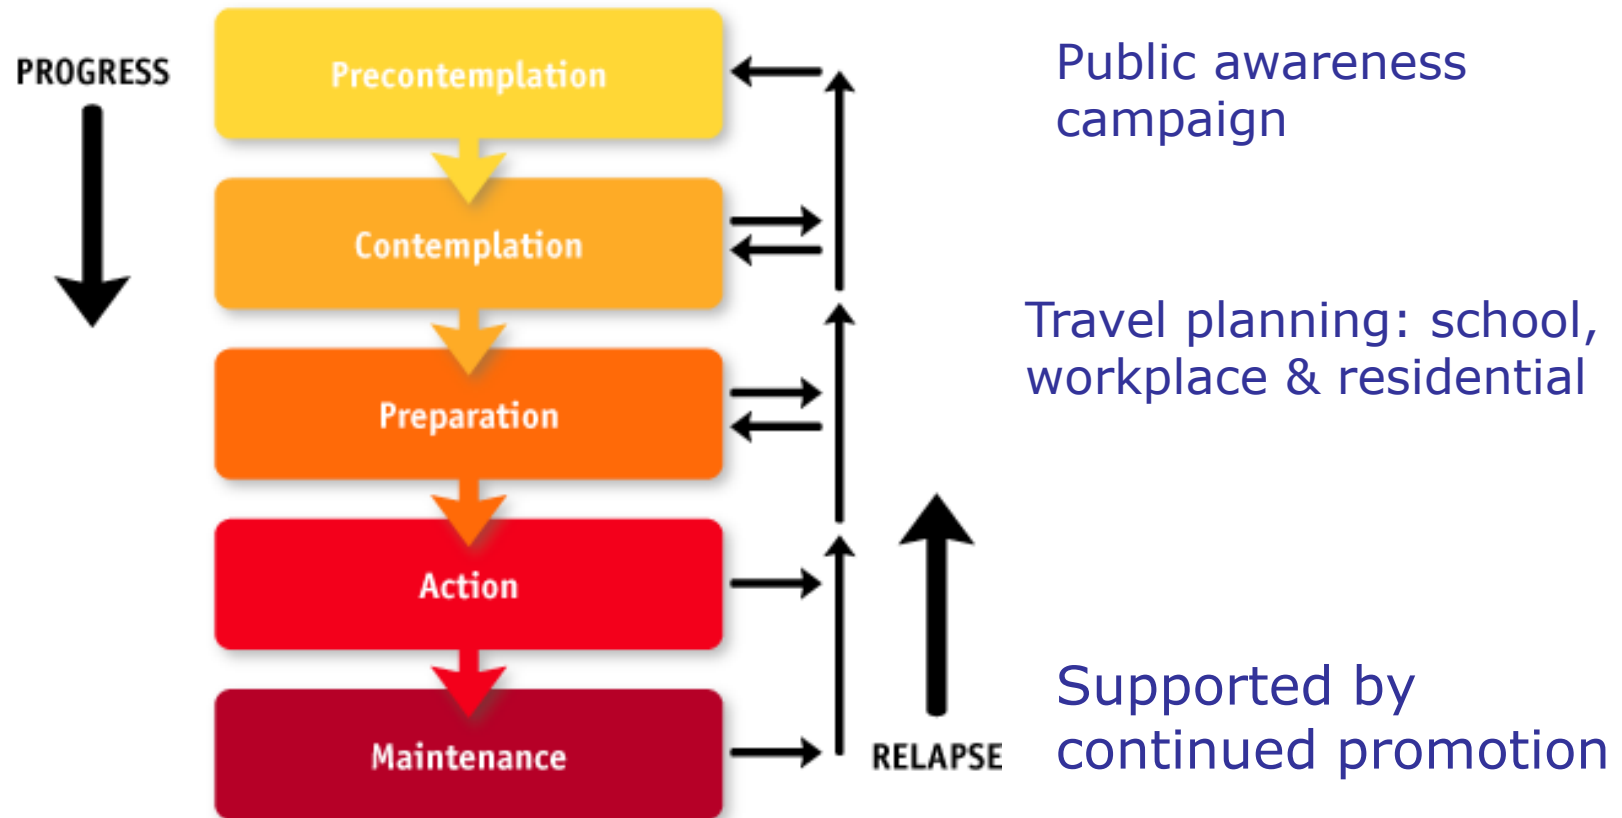 PROGRESS
Precontemplation
Public awareness
campaign
Contemplation
Travel planning: school,
workplace & residential
Preparation
Action
Supported by
continued promotion
Maintenance
RELAPSE